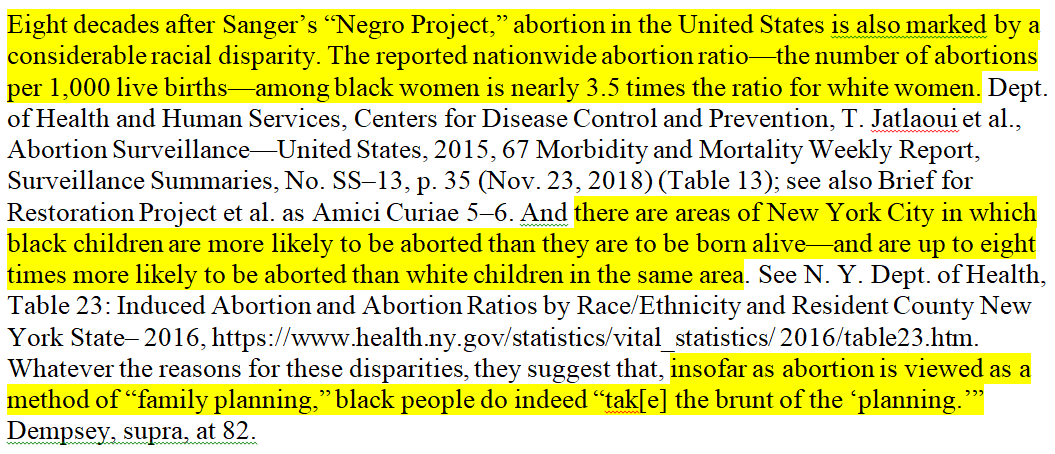 Eight decades after Sanger’s “Negro Project,” abortion in the United States is also marked by a
considerable racial disparity. The reported nationwide abortion ratio—the number of abortions
per 1,000 live births—among black women is nearly 3.5 times the ratio for white women. Dept.
of Health and Human Services, Centers for Disease Control and Prevention, T. Jatlaoui et al.,
Abortion Surveillance—United States, 2015, 67 Morbidity and Mortality Weekly Report,
Surveillance Summaries, No. SS–13, p. 35 (Nov. 23, 2018) (Table 13); see also Brief for
Restoration Project et al. as Amici Curiae 5–6. And there are areas of New York City in which
black children are more likely to be aborted than they are to be born alive—and are up to eight
times more likely to be aborted than white children in the same area. See N. Y. Dept. of Health,
Table 23: Induced Abortion and Abortion Ratios by Race/Ethnicity and Resident County New
York State– 2016, https://www.health.ny.gov/statistics/vital_statistics/ 2016/table23.htm.
Whatever the reasons for these disparities, they suggest that, insofar as abortion is viewed as a
method of “family planning,” black people do indeed “tak[e] the brunt of the ‘planning.’”
Dempsey, supra, at 82.